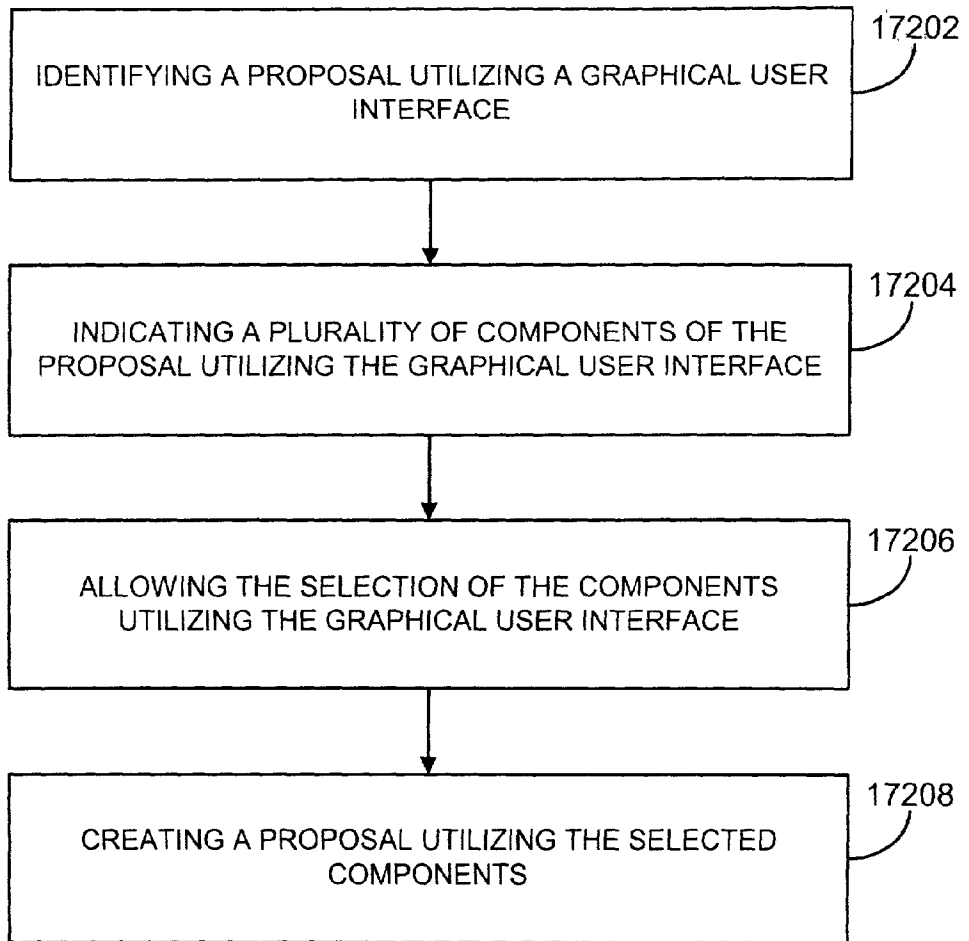 17202
IDENTIFYING A PROPOSAL UTILIZING A GRAPHICAL USER
INTERFACE
17204
INDICATING A PLURALITY OF COMPONENTS OF THE
PROPOSAL UTILIZING THE GRAPHICAL USER INTERFACE
17206
ALLOWING THE SELECTION OF THE COMPONENTS
UTILIZING THE GRAPHICAL USER INTERFACE
17208
CREATING A PROPOSAL UTILIZING THE SELECTED
COMPONENTS